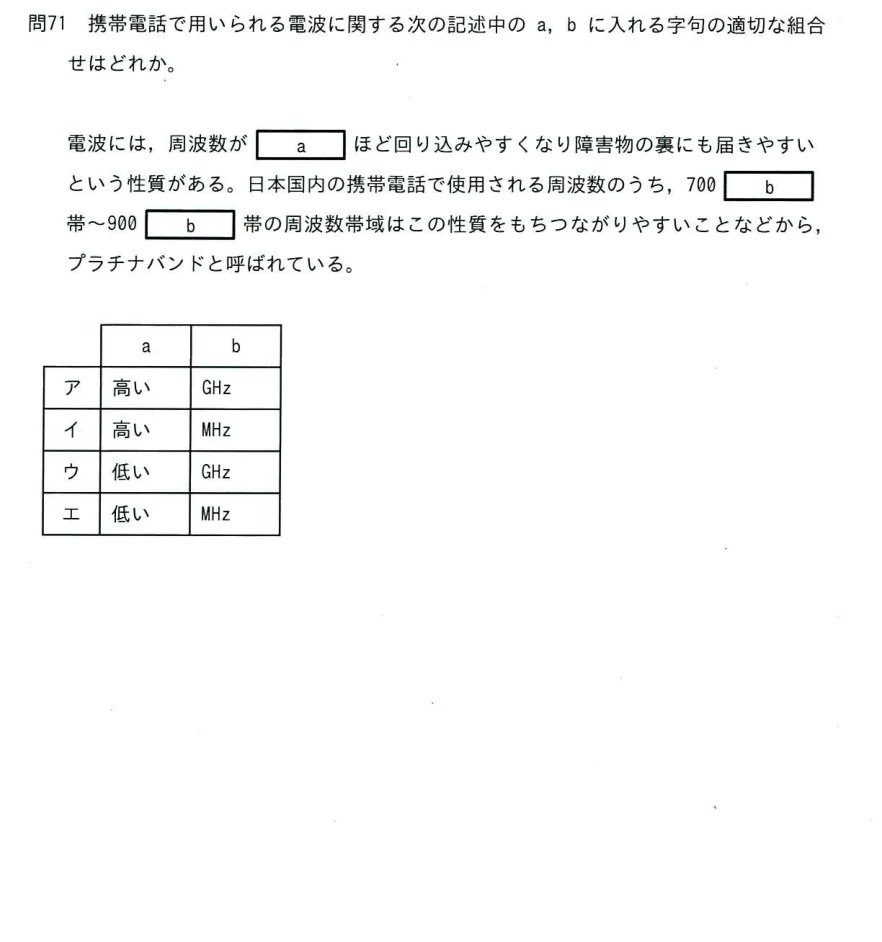 問71 携帯電話で用いられる電波に関する次の記述中の a，b に入れる字句の適切な組合
せはどれか。
電波には，周波数が a ほど回り込みやすくなり障害物の裏にも届きやすい
という性質がある。日本国内の携帯電話で使用される周波数のうち，700 b
帯～900 b 帯の周波数帯域はこの性質をもちつながりやすいことなどから，
プラチナバンドと呼ばれている。
a b
ア 高い GHz
イ 高い MHz
ウ 低い GHz
エ 低い MHz